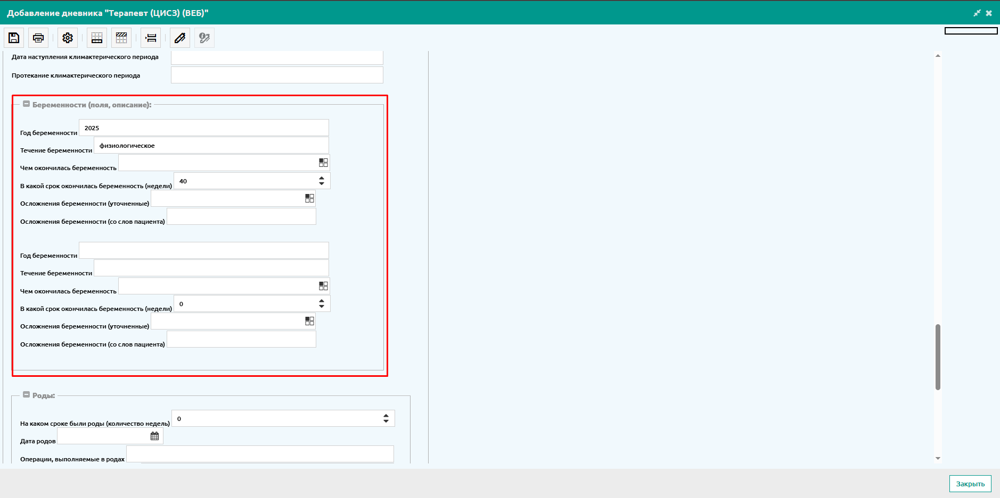 Добавление дневника "Терапевт (ЦИСЗ) (ВЕБ)"
Дата наступления климактерического периода
Протекание климактерического периода
Беременности (поля, описание):
Год беременности 2025
Течение беременности физиологическое
Чем окончилась беременность
В какой срок окончилась беременность (недели) 40
Осложнения беременности (уточненные)
Осложнения беременности (со слов пациента)
Год беременности
Течение беременности
Чем окончилась беременность
В какой срок окончилась беременность (недели) 0
Осложнения беременности (уточненные)
Осложнения беременности (со слов пациента)
Роды:
На каком сроке были роды (количество недель) 0
Дата родов
Операции, выполняемые в родах
Закрыть